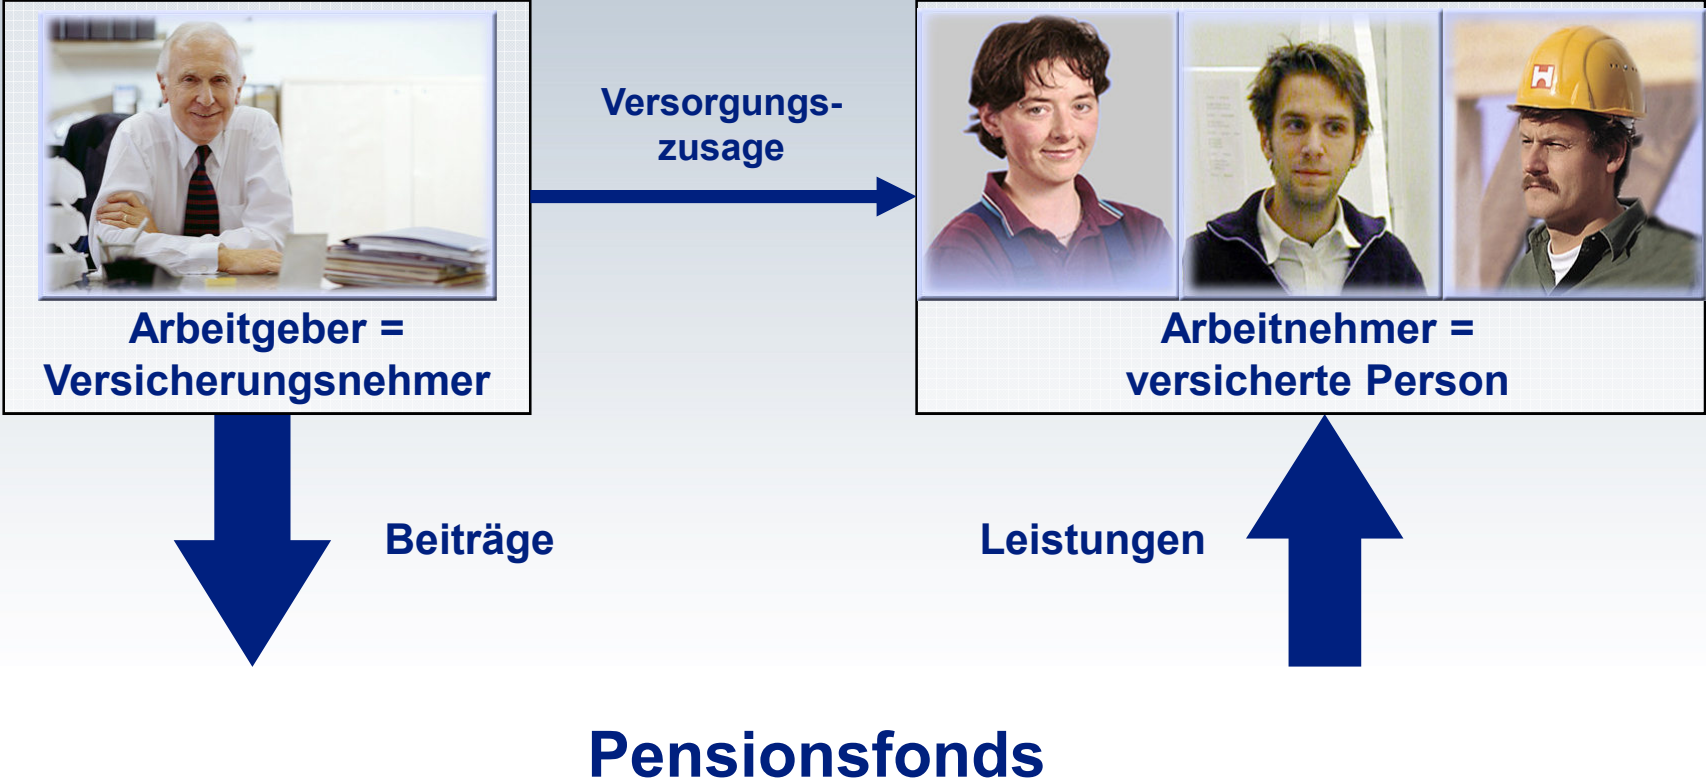 Versorgungs-
zusage
Arbeitgeber =
Versicherungsnehmer
Arbeitnehmer =
versicherte Person
Beiträge
Leistungen
Pensionsfonds